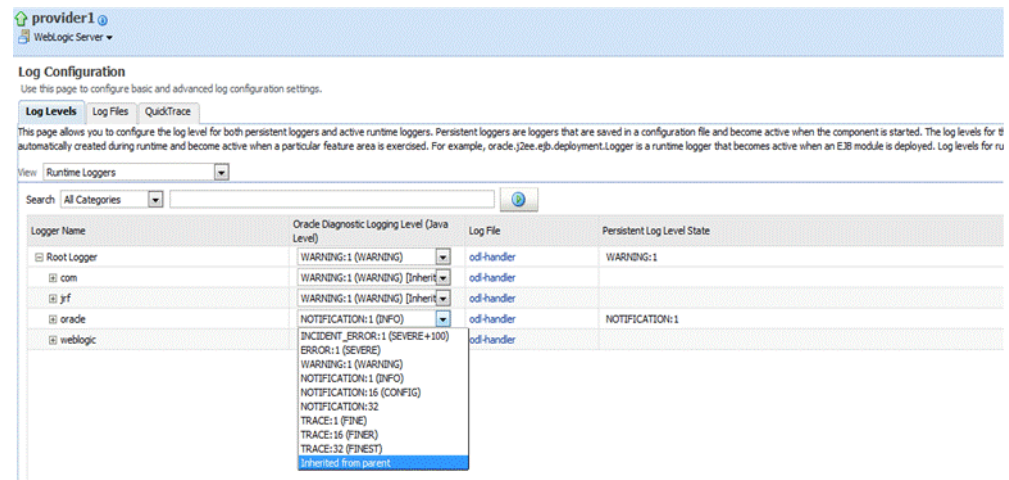 provider1
WebLogic Server
Log Configuration
Use this page to configure basic and advanced log configuration settings.
Log Levels Log Files QuickTrace
This page allows you to configure the log level for both persistent loggers and active runtime loggers. Persistent loggers are loggers that are saved in a configuration file and become active when the component is started. The log levels for th
automatically created during runtime and become active when a particular feature area is exercised. For example, oracle.j2ee.ejb.deployment.Logger is a runtime logger that becomes active when an EJB module is deployed. Log levels for ru
View Runtime Loggers
Search All Categories
Logger Name Oracle Diagnostic Logging Level (Java Level) Log File Persistent Log Level State
Root Logger WARNING:1 (WARNING) odl-handler WARNING:1
com WARNING:1 (WARNING) [Inherit odl-handler
jrf WARNING:1 (WARNING) [Inherit odl-handler
oracle NOTIFICATION:1 (INFO) odl-handler NOTIFICATION:1
weblogic odl-handler
INCIDENT_ERROR:1 (SEVERE+100)
ERROR:1 (SEVERE)
WARNING:1 (WARNING)
NOTIFICATION:1 (INFO)
NOTIFICATION:16 (CONFIG)
NOTIFICATION:32
TRACE:1 (FINE)
TRACE:16 (FINER)
TRACE:32 (FINEST)
Inherited from parent